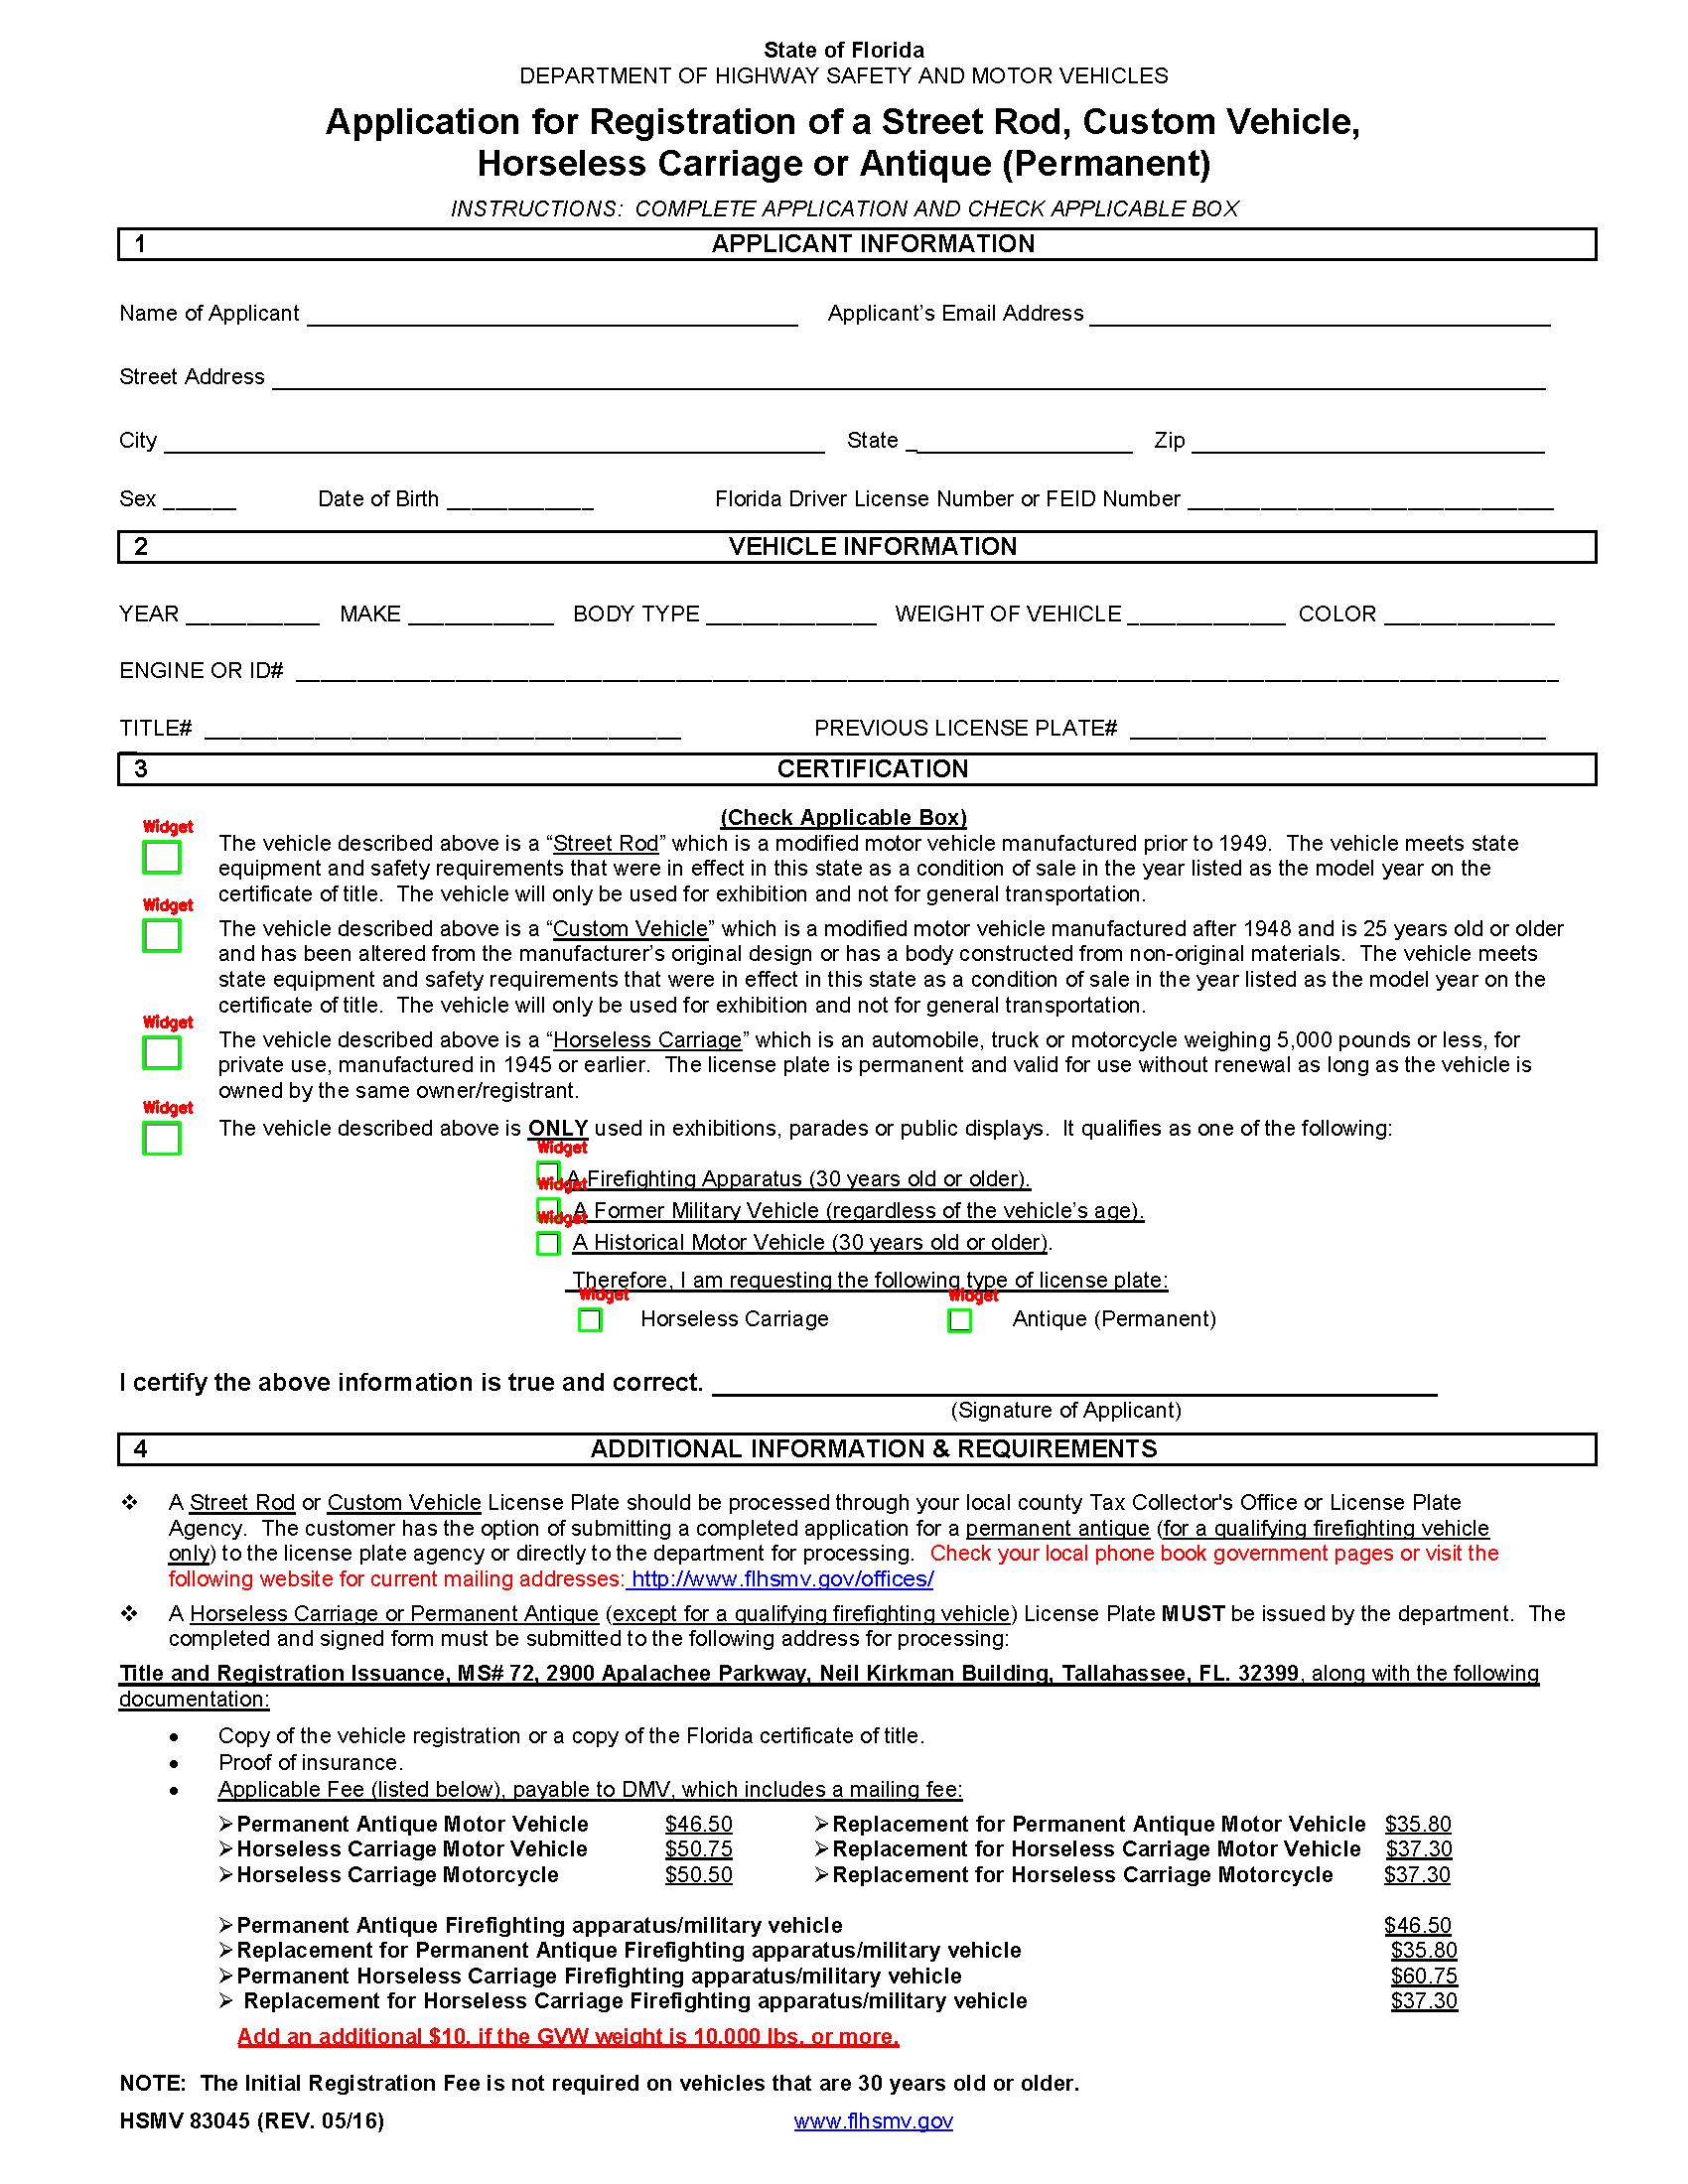 State of Florida
DEPARTMENT OF HIGHWAY SAFETY AND MOTOR VEHICLES
Application for Registration of a Street Rod, Custom Vehicle,
Horseless Carriage or Antique (Permanent)
INSTRUCTIONS: COMPLETE APPLICATION AND CHECK APPLICABLE BOX
1 APPLICANT INFORMATION
Name of Applicant Applicant’s Email Address
Street Address
City State Zip
Sex Date of Birth Florida Driver License Number or FEID Number
2 VEHICLE INFORMATION
YEAR MAKE BODY TYPE WEIGHT OF VEHICLE COLOR
ENGINE OR ID#
TITLE# PREVIOUS LICENSE PLATE#
3 CERTIFICATION
(Check Applicable Box)
Widget
The vehicle described above is a “Street Rod” which is a modified motor vehicle manufactured prior to 1949. The vehicle meets state
equipment and safety requirements that were in effect in this state as a condition of sale in the year listed as the model year on the
certificate of title. The vehicle will only be used for exhibition and not for general transportation.
Widget
The vehicle described above is a “Custom Vehicle” which is a modified motor vehicle manufactured after 1948 and is 25 years old or older
and has been altered from the manufacturer’s original design or has a body constructed from non-original materials. The vehicle meets
state equipment and safety requirements that were in effect in this state as a condition of sale in the year listed as the model year on the
certificate of title. The vehicle will only be used for exhibition and not for general transportation.
Widget
The vehicle described above is a “Horseless Carriage” which is an automobile, truck or motorcycle weighing 5,000 pounds or less, for
private use, manufactured in 1945 or earlier. The license plate is permanent and valid for use without renewal as long as the vehicle is
owned by the same owner/registrant.
Widget
The vehicle described above is ONLY used in exhibitions, parades or public displays. It qualifies as one of the following:
Widget
A Firefighting Apparatus (30 years old or older).
Widget
A Former Military Vehicle (regardless of the vehicle’s age).
Widget
A Historical Motor Vehicle (30 years old or older).
Therefore, I am requesting the following type of license plate:
Widget Widget
Horseless Carriage Antique (Permanent)
I certify the above information is true and correct.
(Signature of Applicant)
4 ADDITIONAL INFORMATION & REQUIREMENTS
❖ A Street Rod or Custom Vehicle License Plate should be processed through your local county Tax Collector's Office or License Plate
Agency. The customer has the option of submitting a completed application for a permanent antique (for a qualifying firefighting vehicle
only) to the license plate agency or directly to the department for processing. Check your local phone book government pages or visit the
following website for current mailing addresses: http://www.flhsmv.gov/offices/
❖ A Horseless Carriage or Permanent Antique (except for a qualifying firefighting vehicle) License Plate MUST be issued by the department. The
completed and signed form must be submitted to the following address for processing:
Title and Registration Issuance, MS# 72, 2900 Apalachee Parkway, Neil Kirkman Building, Tallahassee, FL. 32399, along with the following
documentation:
• Copy of the vehicle registration or a copy of the Florida certificate of title.
• Proof of insurance.
• Applicable Fee (listed below), payable to DMV, which includes a mailing fee:
➢Permanent Antique Motor Vehicle $46.50 ➢Replacement for Permanent Antique Motor Vehicle $35.80
➢Horseless Carriage Motor Vehicle $50.75 ➢Replacement for Horseless Carriage Motor Vehicle $37.30
➢Horseless Carriage Motorcycle $50.50 ➢Replacement for Horseless Carriage Motorcycle $37.30
➢Permanent Antique Firefighting apparatus/military vehicle $46.50
➢Replacement for Permanent Antique Firefighting apparatus/military vehicle $35.80
➢Permanent Horseless Carriage Firefighting apparatus/military vehicle $60.75
➢ Replacement for Horseless Carriage Firefighting apparatus/military vehicle $37.30
Add an additional $10. if the GVW weight is 10.000 lbs. or more.
NOTE: The Initial Registration Fee is not required on vehicles that are 30 years old or older.
HSMV 83045 (REV. 05/16) www.flhsmv.gov